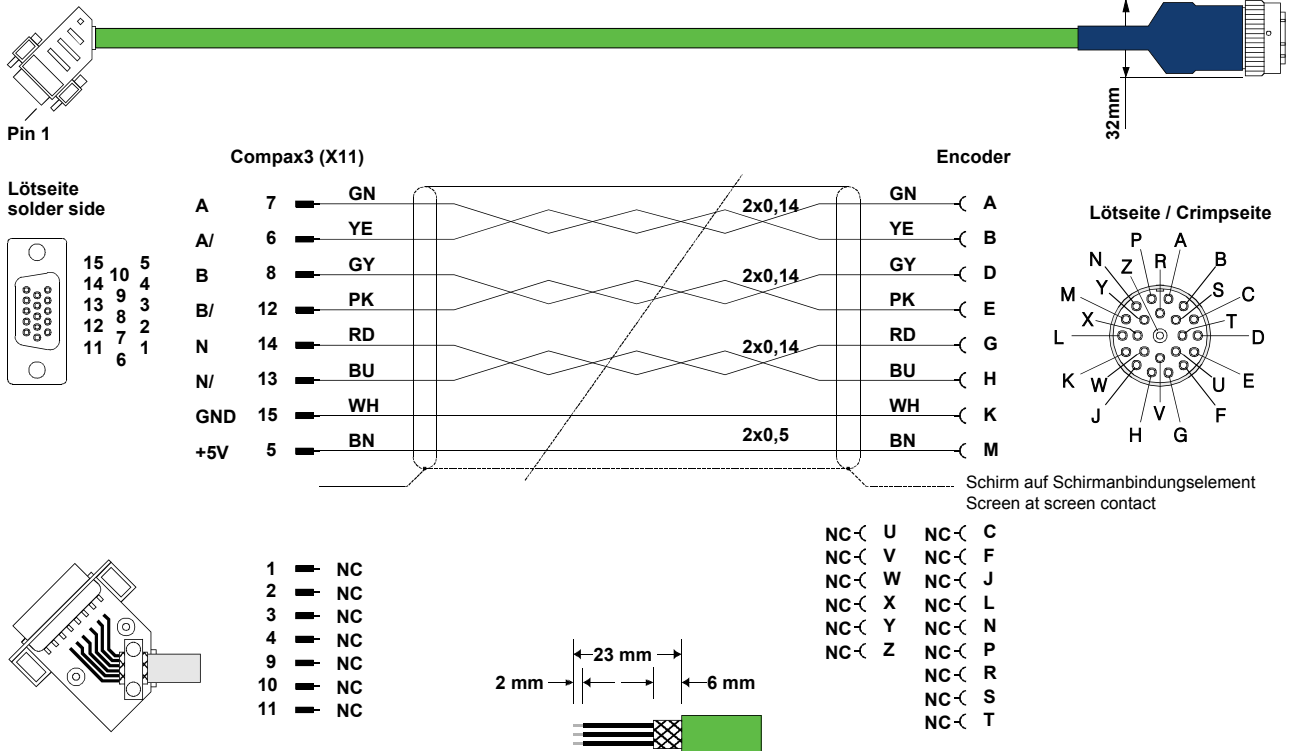 32mm
Pin 1
Compax3 (X11)
Encoder
Lötseite
solder side
15 10 5
14 9 4
13 8 3
12 7 2
11 6 1
A 7 GN 2x0,14 GN A
A/ 6 YE YE B
B 8 GY 2x0,14 GY D
B/ 12 PK PK E
N 14 RD 2x0,14 RD G
N/ 13 BU BU H
GND 15 WH WH K
+5V 5 BN 2x0,5 BN M
Lötseite / Crimpseite
P A
N Z R B
M Y S C
X T
L D
K W U E
J V F
H G
Schirm auf Schirmanbindungselement
Screen at screen contact
NC U NC C
NC V NC F
NC W NC J
NC X NC L
NC Y NC N
NC Z NC P
NC R
NC S
NC T
1 NC
2 NC
3 NC
4 NC
9 NC
10 NC
11 NC
23 mm
2 mm 6 mm